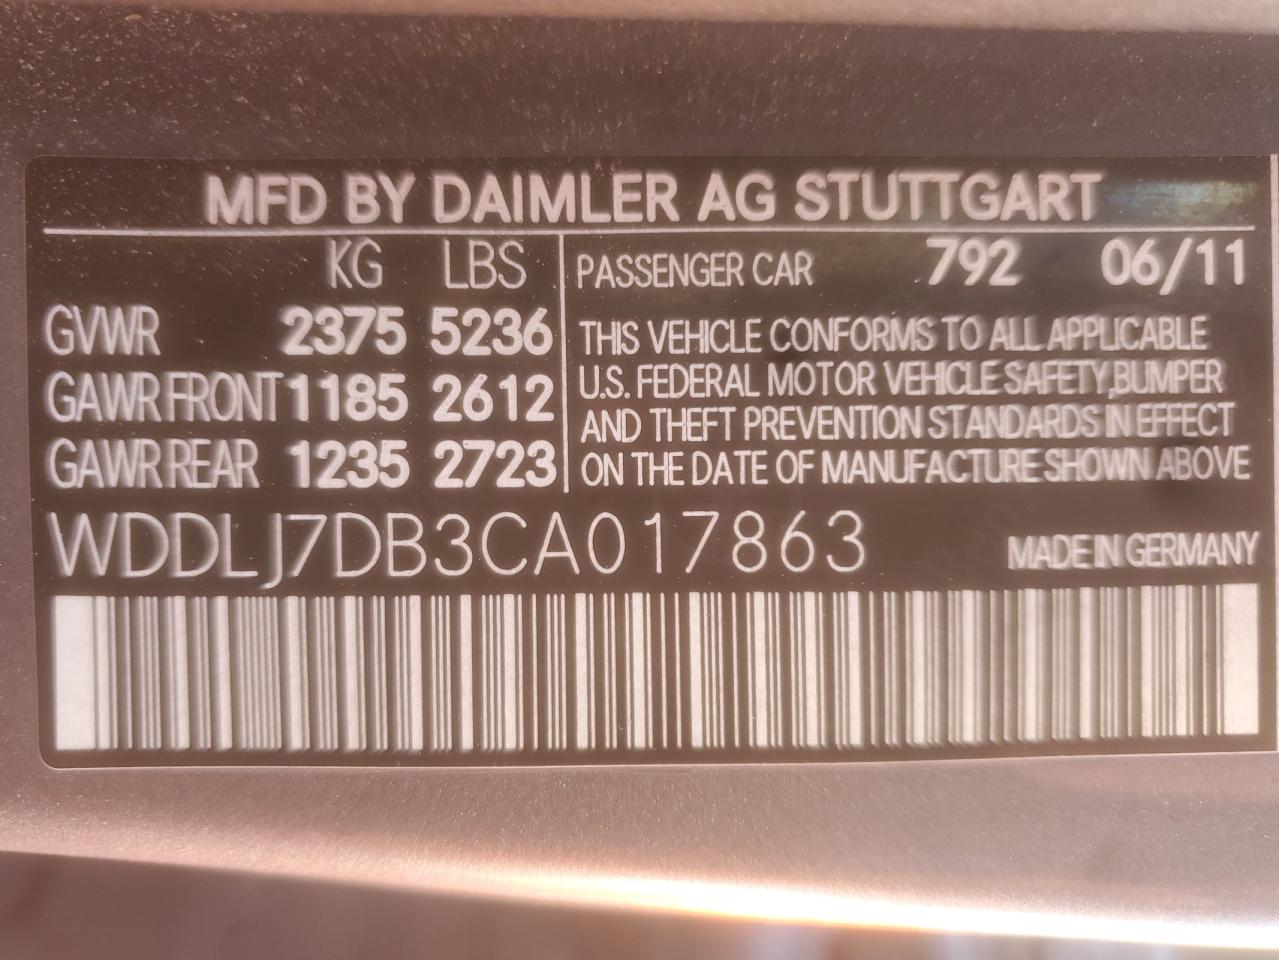 MFD BY DAIMLER AG STUTTGART
KG LBS
GVWR 2375 5236
GAWR FRONT 1185 2612
GAWR REAR 1235 2723
PASSENGER CAR 792 06/11
THIS VEHICLE CONFORMS TO ALL APPLICABLE
U.S. FEDERAL MOTOR VEHICLE SAFETY, BUMPER
AND THEFT PREVENTION STANDARDS IN EFFECT
ON THE DATE OF MANUFACTURE SHOWN ABOVE
WDDLJ7DB3CA017863
MADE IN GERMANY